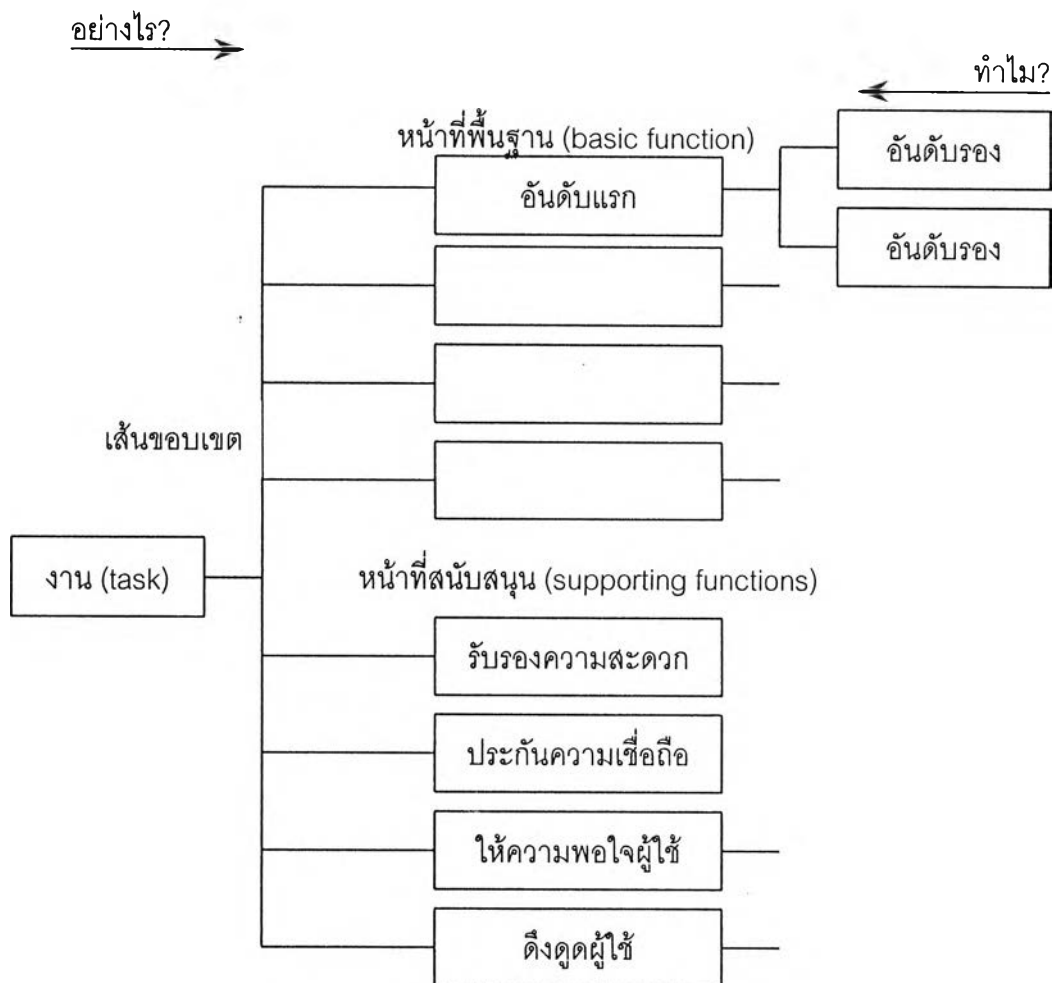 อย่างไร?
ทำไม?
หน้าที่พื้นฐาน (basic function)
อันดับแรก
อันดับรอง
อันดับรอง
เส้นขอบเขต
งาน (task)
หน้าที่สนับสนุน (supporting functions)
รับรองความสะดวก
ประกันความเชื่อถือ
ให้ความพอใจผู้ใช้
ดึงดูดผู้ใช้